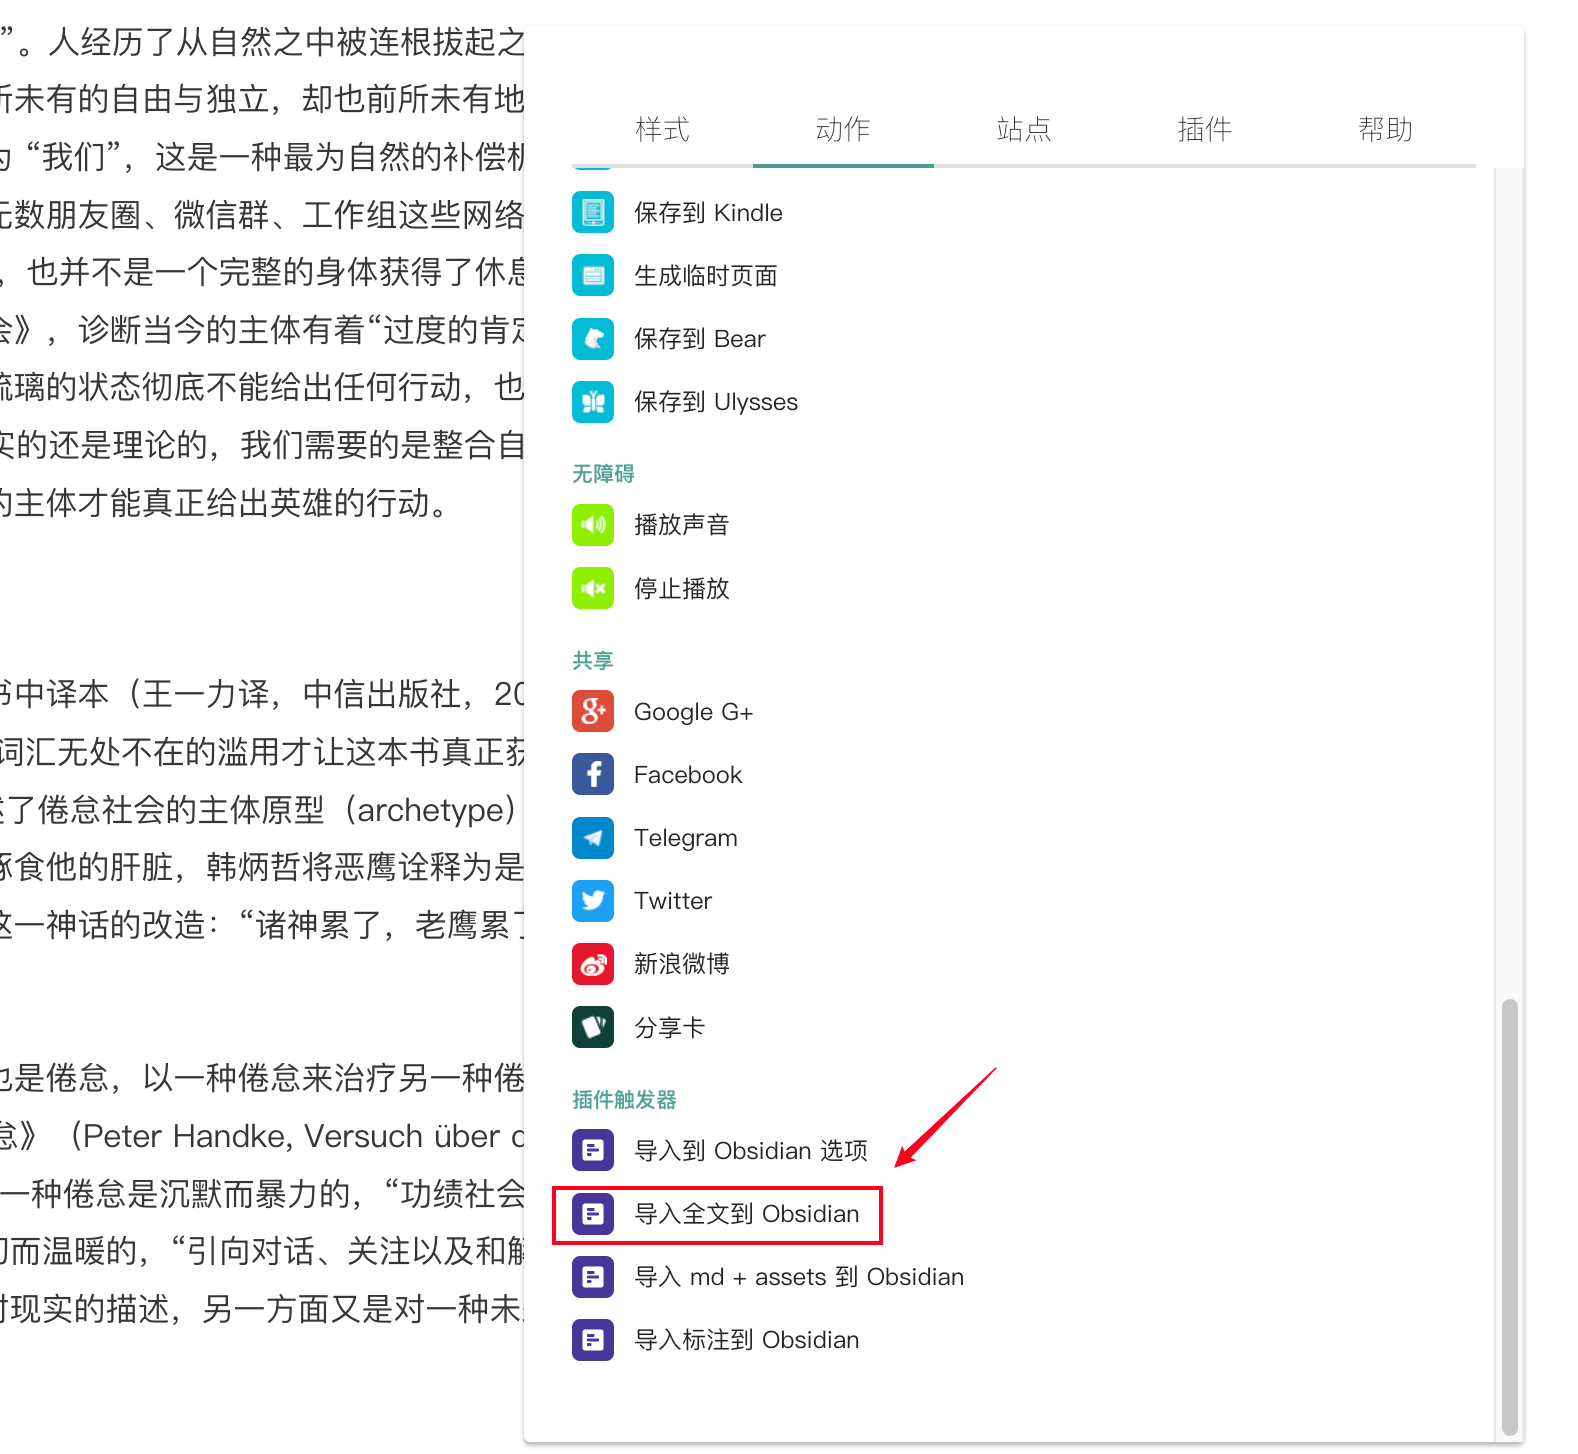 ”。人经历了从自然之中被连根拔起之
所未有的自由与独立，却也前所未有地
为 “我们”，这是一种最为自然的补偿机
无数朋友圈、微信群、工作组这些网络
，也并不是一个完整的身体获得了休息
会》，诊断当今的主体有着“过度的肯定
琉璃的状态彻底不能给出任何行动，也
实的还是理论的，我们需要的是整合自
的主体才能真正给出英雄的行动。
书中译本（王一力译，中信出版社，20
词汇无处不在的滥用才让这本书真正获
述了倦怠社会的主体原型（archetype）
啄食他的肝脏，韩炳哲将恶鹰诠释为是
这一神话的改造：“诸神累了，老鹰累了
也是倦怠，以一种倦怠来治疗另一种倦
怠》（Peter Handke, Versuch über d
一种倦怠是沉默而暴力的，“功绩社会
而温暖的，“引向对话、关注以及和解
对现实的描述，另一方面又是对一种未
样式
动作
站点
插件
帮助
保存到 Kindle
生成临时页面
保存到 Bear
保存到 Ulysses
无障碍
播放声音
停止播放
共享
Google G+
Facebook
Telegram
Twitter
新浪微博
分享卡
插件触发器
导入到 Obsidian 选项
导入全文到 Obsidian
导入 md + assets 到 Obsidian
导入标注到 Obsidian